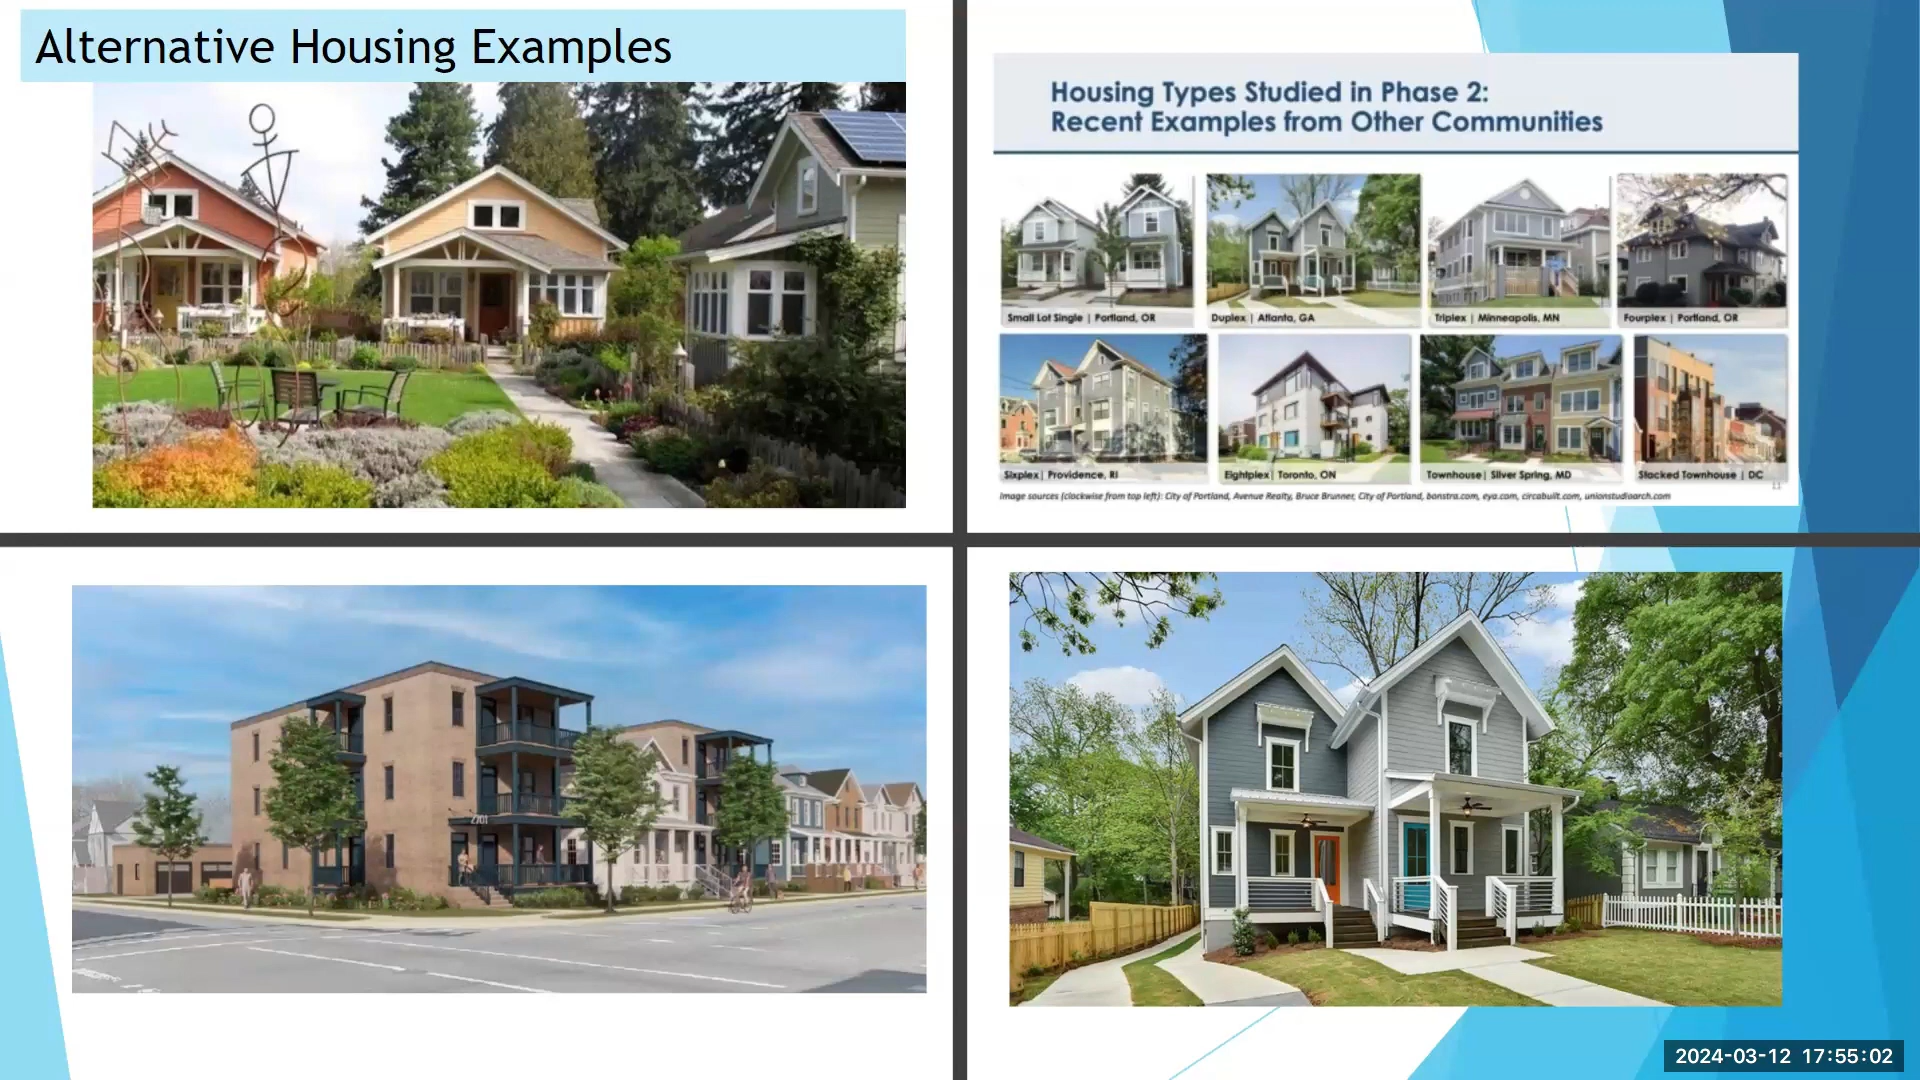 Alternative Housing Examples
Housing Types Studied in Phase 2:
Recent Examples from Other Communities
Small Lot Single | Portland, OR
Duplex | Atlanta, GA
Triplex | Minneapolis, MN
Fourplex | Portland, OR
Sixplex | Providence, RI
Eightplex | Toronto, ON
Townhouse | Silver Spring, MD
Stacked Townhouse | DC
Image sources (clockwise from top left): City of Portland, Avenue Realty, Bruce Brunner, City of Portland, bonstra.com, eya.com, circabuilt.com, unionstudioarch.com
11
2701
2024-03-12 17:55:02